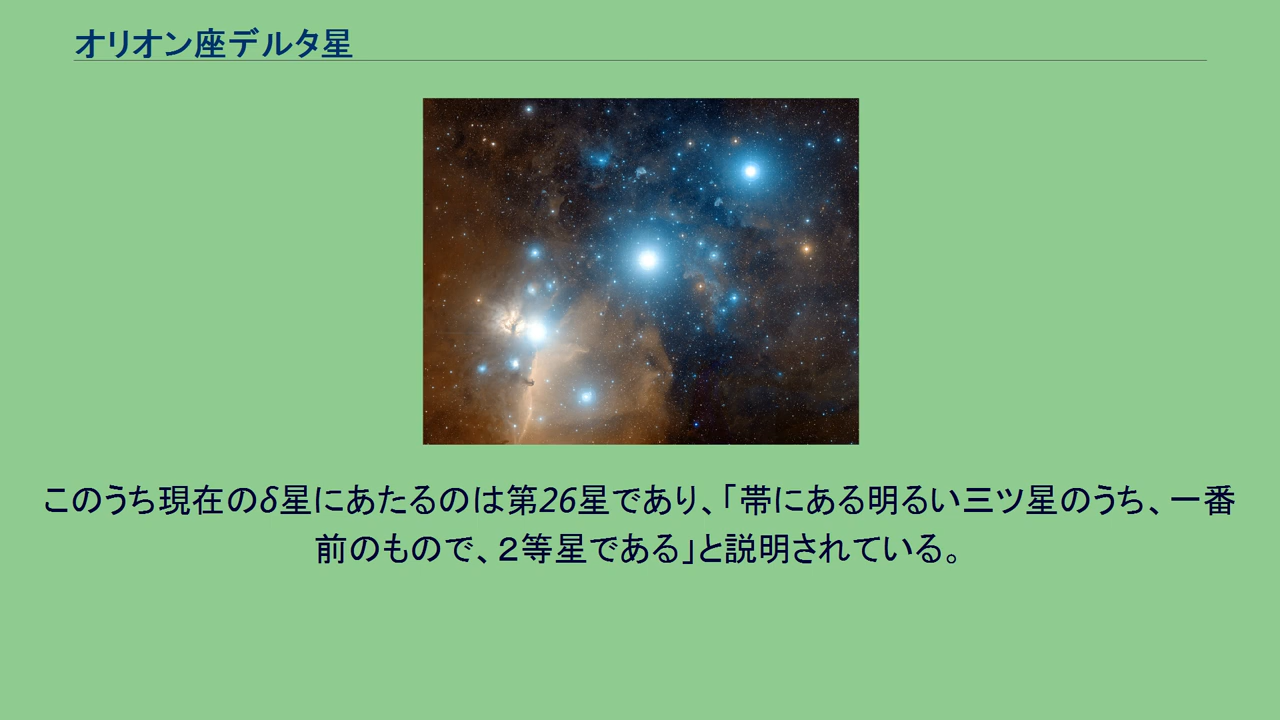 オリオン座デルタ星
このうち現在のδ星にあたるのは第26星であり、「帯にある明るい三ツ星のうち、一番
前のもので、２等星である」と説明されている。